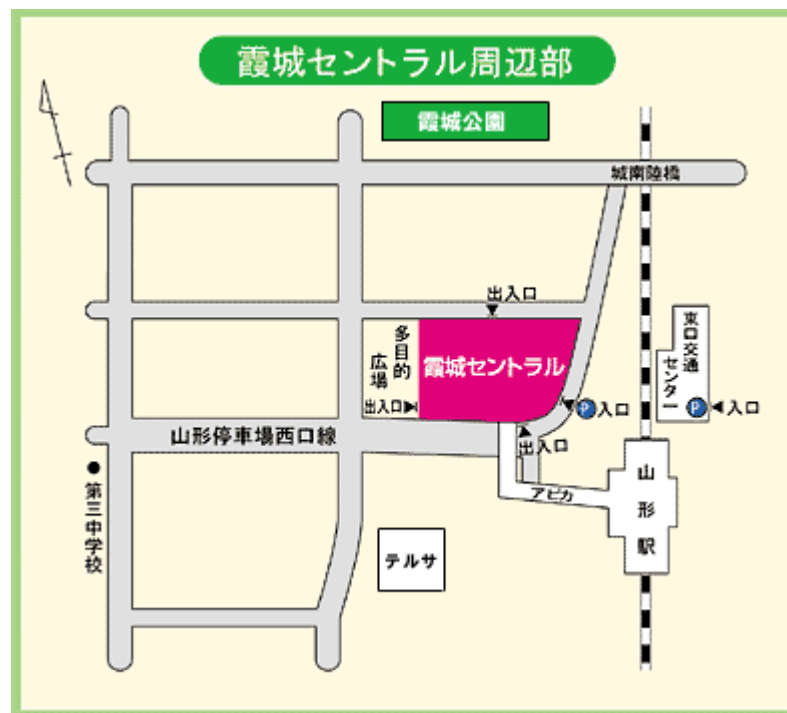 霞城セントラル周辺部
霞城公園
城南陸橋
出入口
多目的
広場
霞城セントラル
東口交通
センター
出入口
P
入口
P
入口
山形停車場西口線
出入口
アピカ
山形駅
第三中学校
テルサ